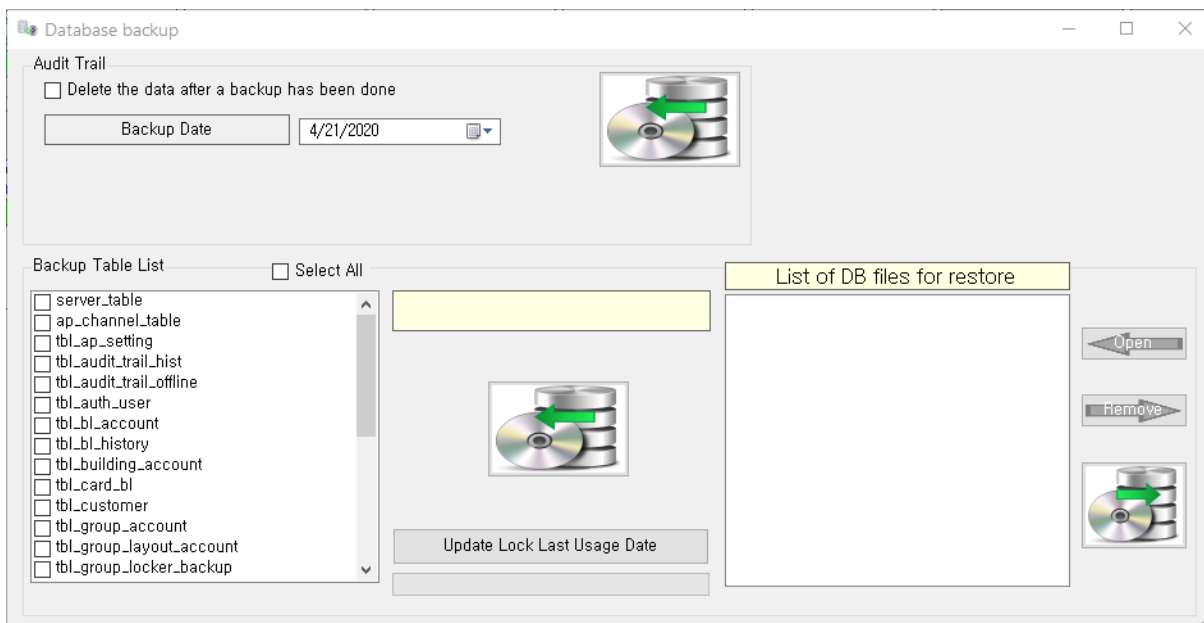 Database backup
Audit Trail
Delete the data after a backup has been done
Backup Date
4/21/2020
Backup Table List
Select All
server_table
ap_channel_table
tbl_ap_setting
tbl_audit_trail_hist
tbl_audit_trail_offline
tbl_auth_user
tbl_bl_account
tbl_bl_history
tbl_building_account
tbl_card_bl
tbl_customer
tbl_group_account
tbl_group_layout_account
tbl_group_locker_backup
Update Lock Last Usage Date
List of DB files for restore
Open
Remove